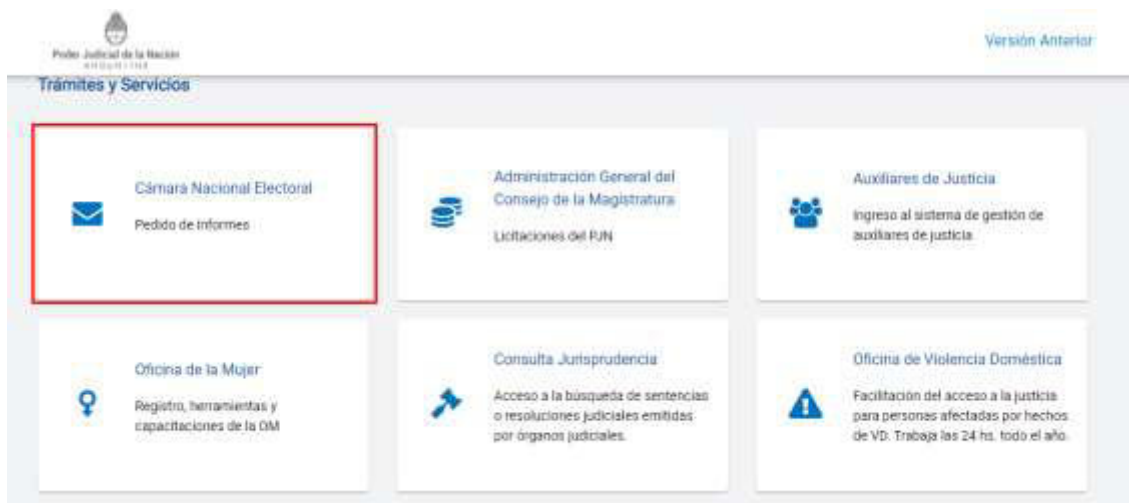 Poder Judicial de la Nación
ARGENTINA
Versión Anterior
Trámites y Servicios
Cámara Nacional Electoral
Pedido de informes
Administración General del
Consejo de la Magistratura
Licitaciones del PJN
Auxiliares de Justicia
Ingreso al sistema de gestión de
auxiliares de justicia
Oficina de la Mujer
Registro, herramientas y
capacitaciones de la OM
Consulta Jurisprudencia
Acceso a la búsqueda de sentencias
o resoluciones judiciales emitidas
por órganos judiciales.
Oficina de Violencia Doméstica
Facilitación del acceso a la justicia
para personas afectadas por hechos
de VD. Trabaja las 24 hs. todo el año.